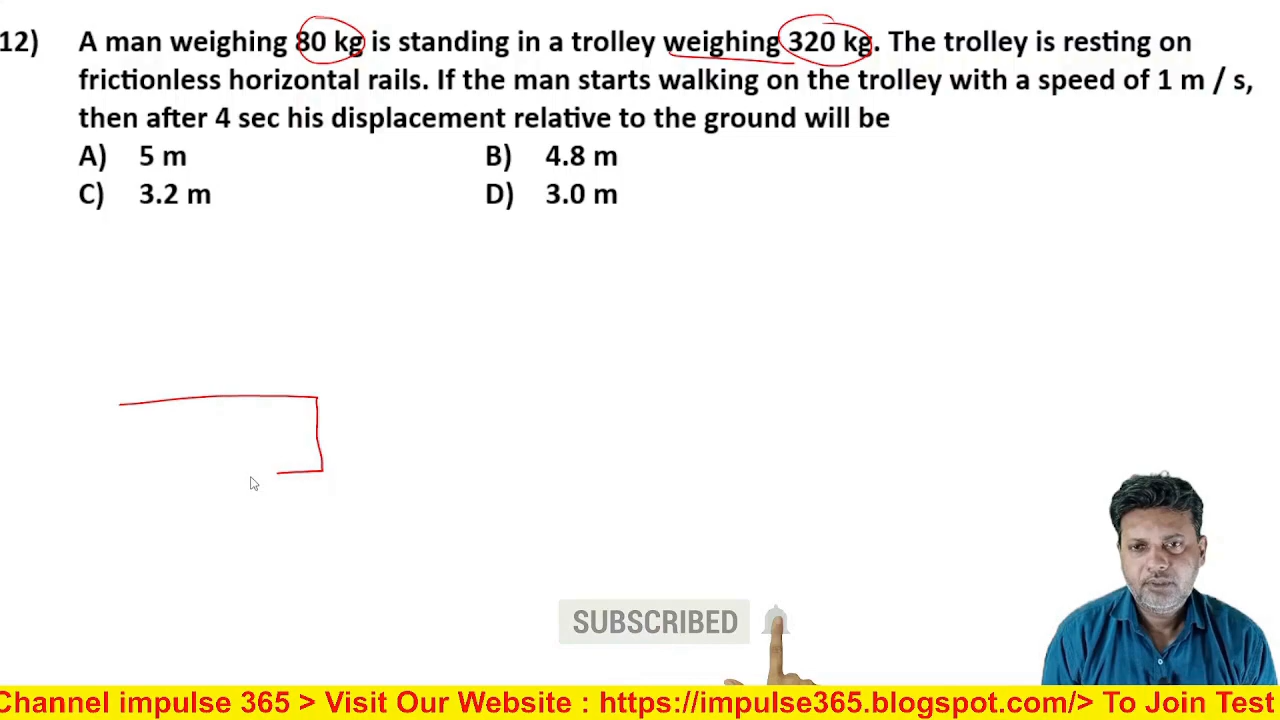 12) A man weighing 80 kg is standing in a trolley weighing 320 kg. The trolley is resting on
frictionless horizontal rails. If the man starts walking on the trolley with a speed of 1 m / s,
then after 4 sec his displacement relative to the ground will be
A) 5 m B) 4.8 m
C) 3.2 m D) 3.0 m
SUBSCRIBED
Channel impulse 365 > Visit Our Website : https://impulse365.blogspot.com/> To Join Test